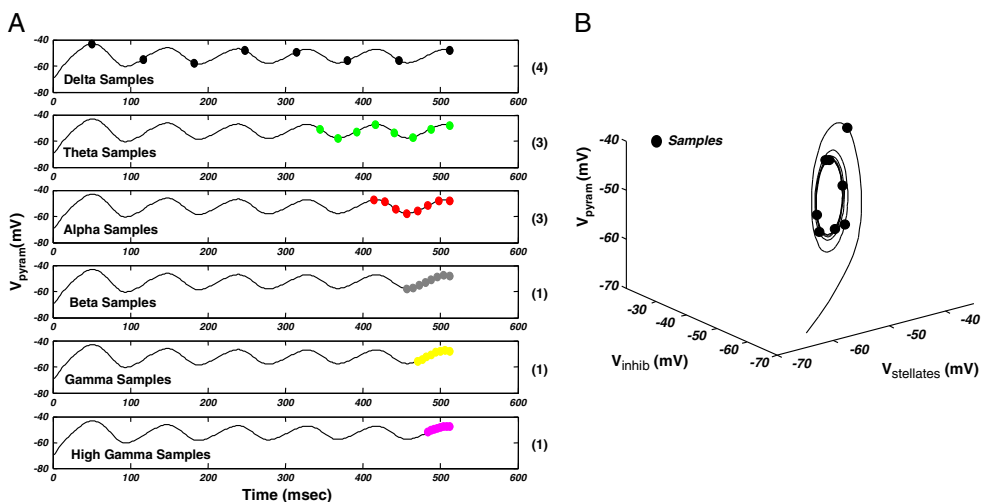 A
B
V_pyram(mV)
-40
-60
-80
0 100 200 300 400 500 600
Delta Samples
(4)
-40
-60
-80
0 100 200 300 400 500 600
Theta Samples
(3)
-40
-60
-80
0 100 200 300 400 500 600
Alpha Samples
(3)
-40
-60
-80
0 100 200 300 400 500 600
Beta Samples
(1)
-40
-60
-80
0 100 200 300 400 500 600
Gamma Samples
(1)
-40
-60
-80
0 100 200 300 400 500 600
High Gamma Samples
(1)
Time (msec)
Samples
V_pyram (mV)
-40
-50
-60
-70
-30
-40
-50
-60
-70
V_inhib (mV)
-70
-60
-50
-40
V_stellates (mV)